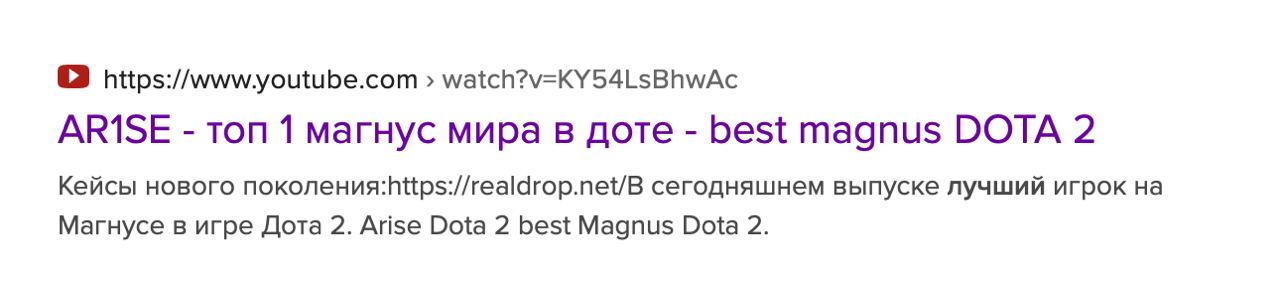 https://www.youtube.com › watch?v=KY54LsBhwAc
AR1SE - топ 1 магнус мира в доте - best magnus DOTA 2
Кейсы нового поколения:https://realdrop.net/В сегодняшнем выпуске лучший игрок на
Магнусе в игре Дота 2. Arise Dota 2 best Magnus Dota 2.